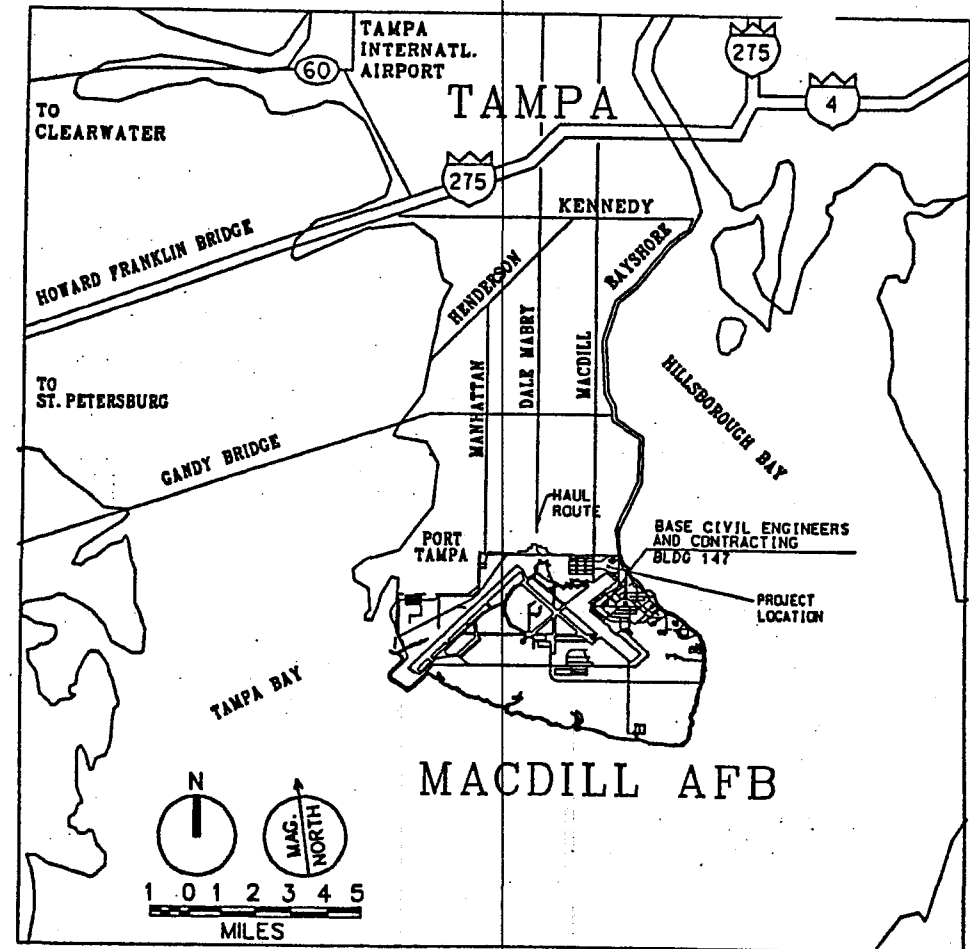 TAMPA
INTERNATL.
AIRPORT
60
275
4
TO
CLEARWATER
TAMPA
275
KENNEDY
HOWARD FRANKLIN BRIDGE
HENDERSON
BAYSHORE
TO
ST. PETERSBURG
MANHATTAN
DALE MABRY
MACDILL
HILLSBOROUGH BAY
GANDY BRIDGE
HAUL
ROUTE
PORT
TAMPA
BASE CIVIL ENGINEERS
AND CONTRACTING
BLDG 147
PROJECT
LOCATION
TAMPA BAY
MACDILL AFB
N
MAG.
NORTH
1 0 1 2 3 4 5
MILES